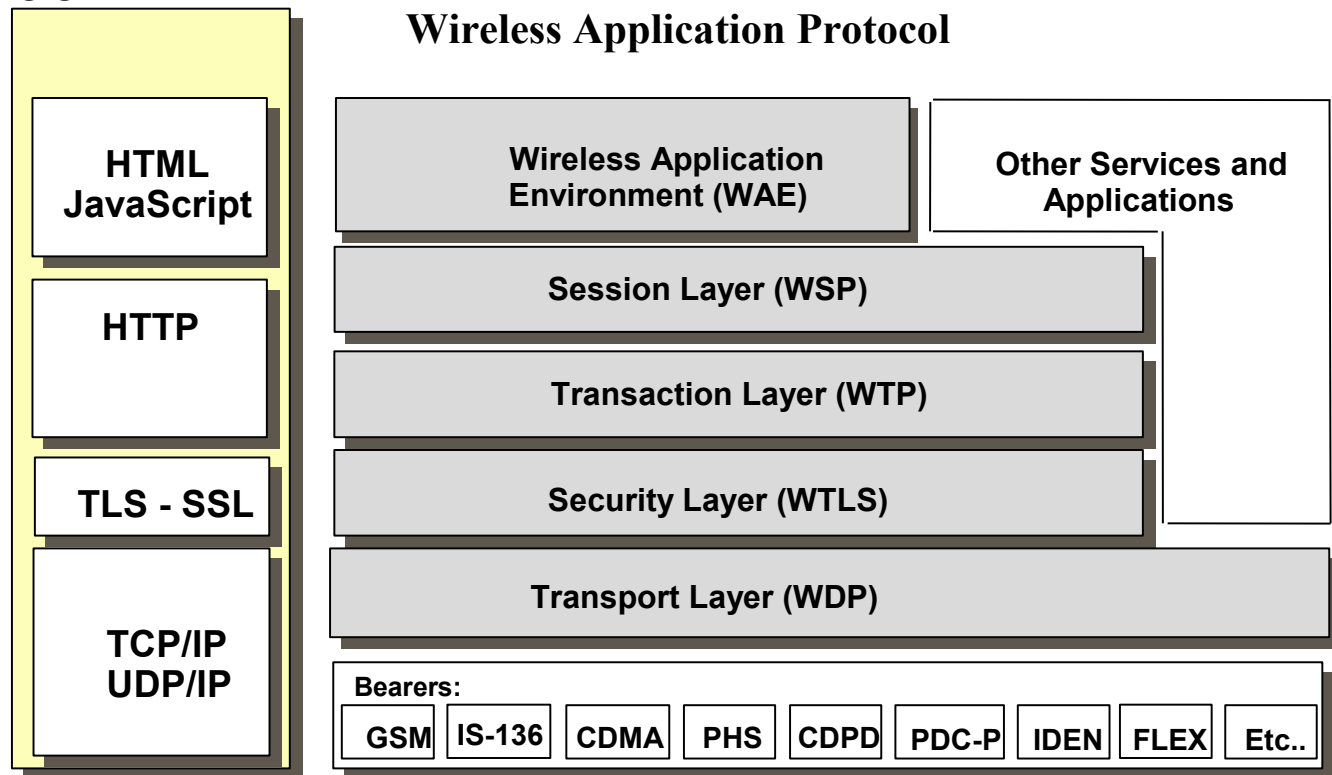 Wireless Application Protocol
HTML
JavaScript
HTTP
TLS - SSL
TCP/IP
UDP/IP
Wireless Application
Environment (WAE)
Other Services and
Applications
Session Layer (WSP)
Transaction Layer (WTP)
Security Layer (WTLS)
Transport Layer (WDP)
Bearers:
GSM IS-136 CDMA PHS CDPD PDC-P IDEN FLEX Etc..